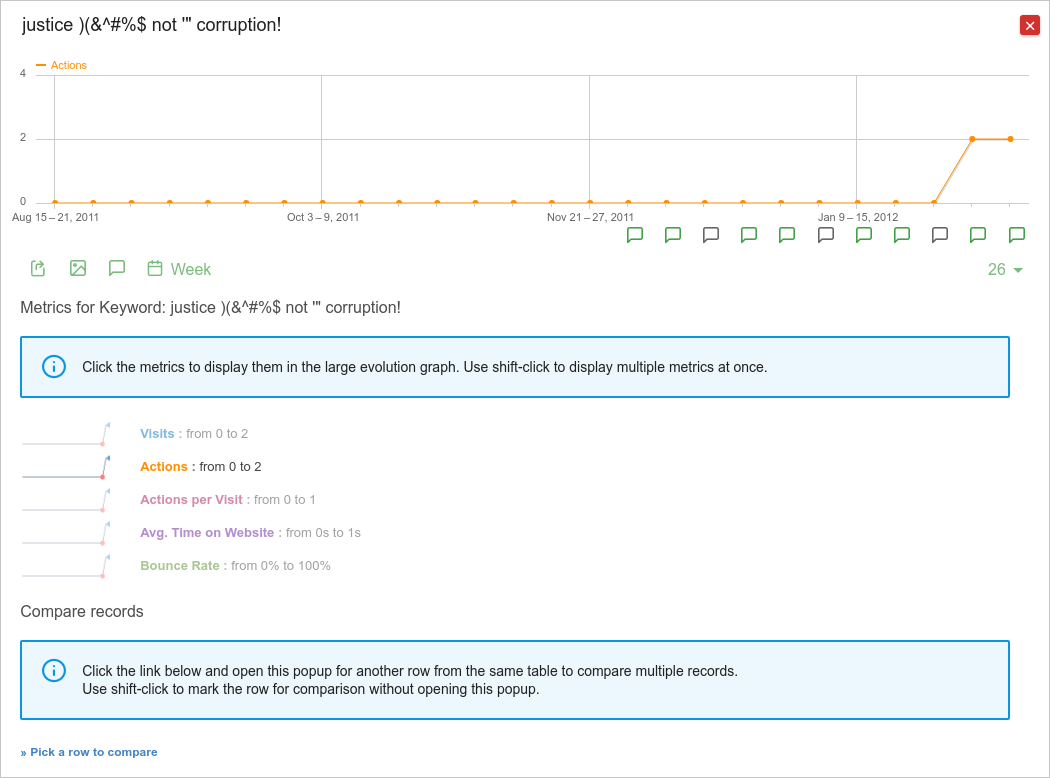 justice )(&^#%$ not '" corruption!
Actions
4
2
0
Aug 15 – 21, 2011
Oct 3 – 9, 2011
Nov 21 – 27, 2011
Jan 9 – 15, 2012
Week
26
Metrics for Keyword: justice )(&^#%$ not '" corruption!
Click the metrics to display them in the large evolution graph. Use shift-click to display multiple metrics at once.
Visits : from 0 to 2
Actions : from 0 to 2
Actions per Visit : from 0 to 1
Avg. Time on Website : from 0s to 1s
Bounce Rate : from 0% to 100%
Compare records
Click the link below and open this popup for another row from the same table to compare multiple records.
Use shift-click to mark the row for comparison without opening this popup.
» Pick a row to compare